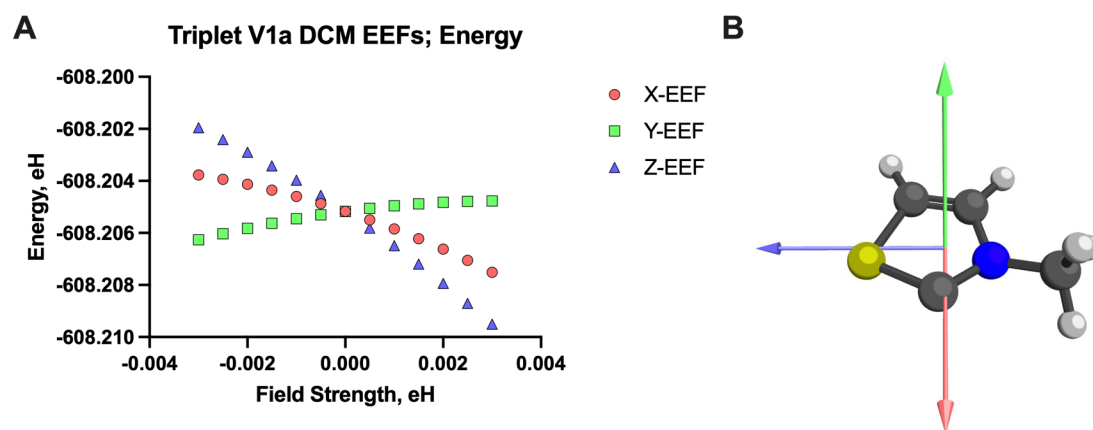 A
Triplet V1a DCM EEFs; Energy
B
-608.200
-608.202
-608.204
-608.206
-608.208
-608.210
Energy, eH
-0.004
-0.002
0.000
0.002
0.004
Field Strength, eH
X-EEF
Y-EEF
Z-EEF